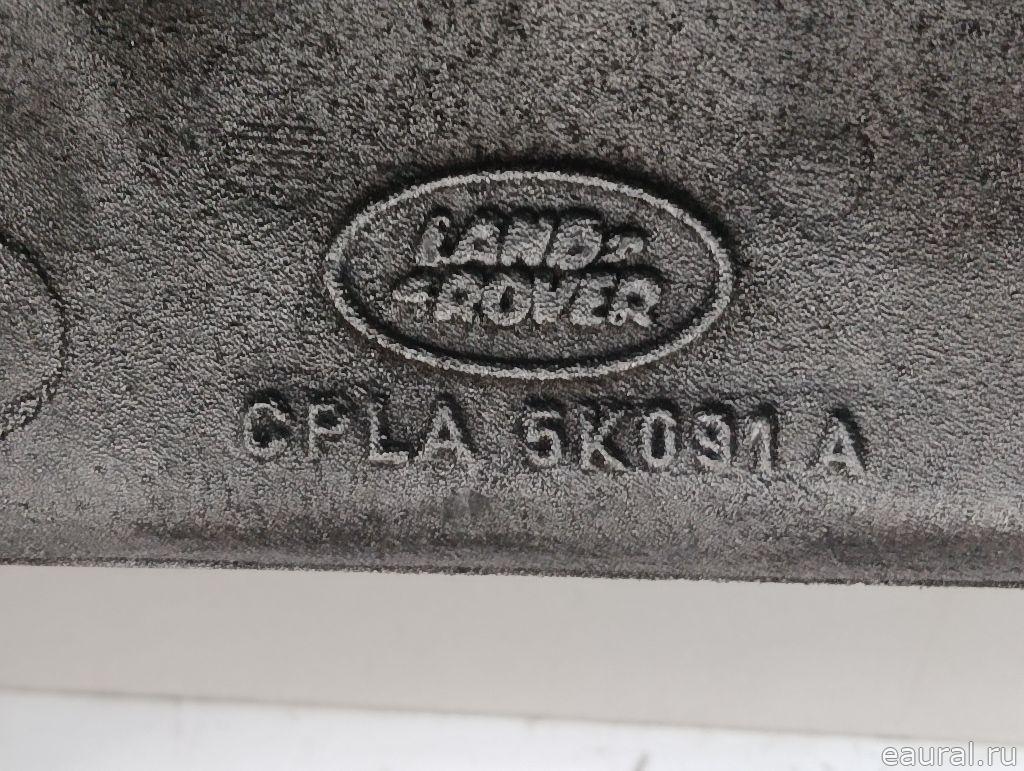 LAND
ROVER
CPLA 5K091 A
eaural.ru